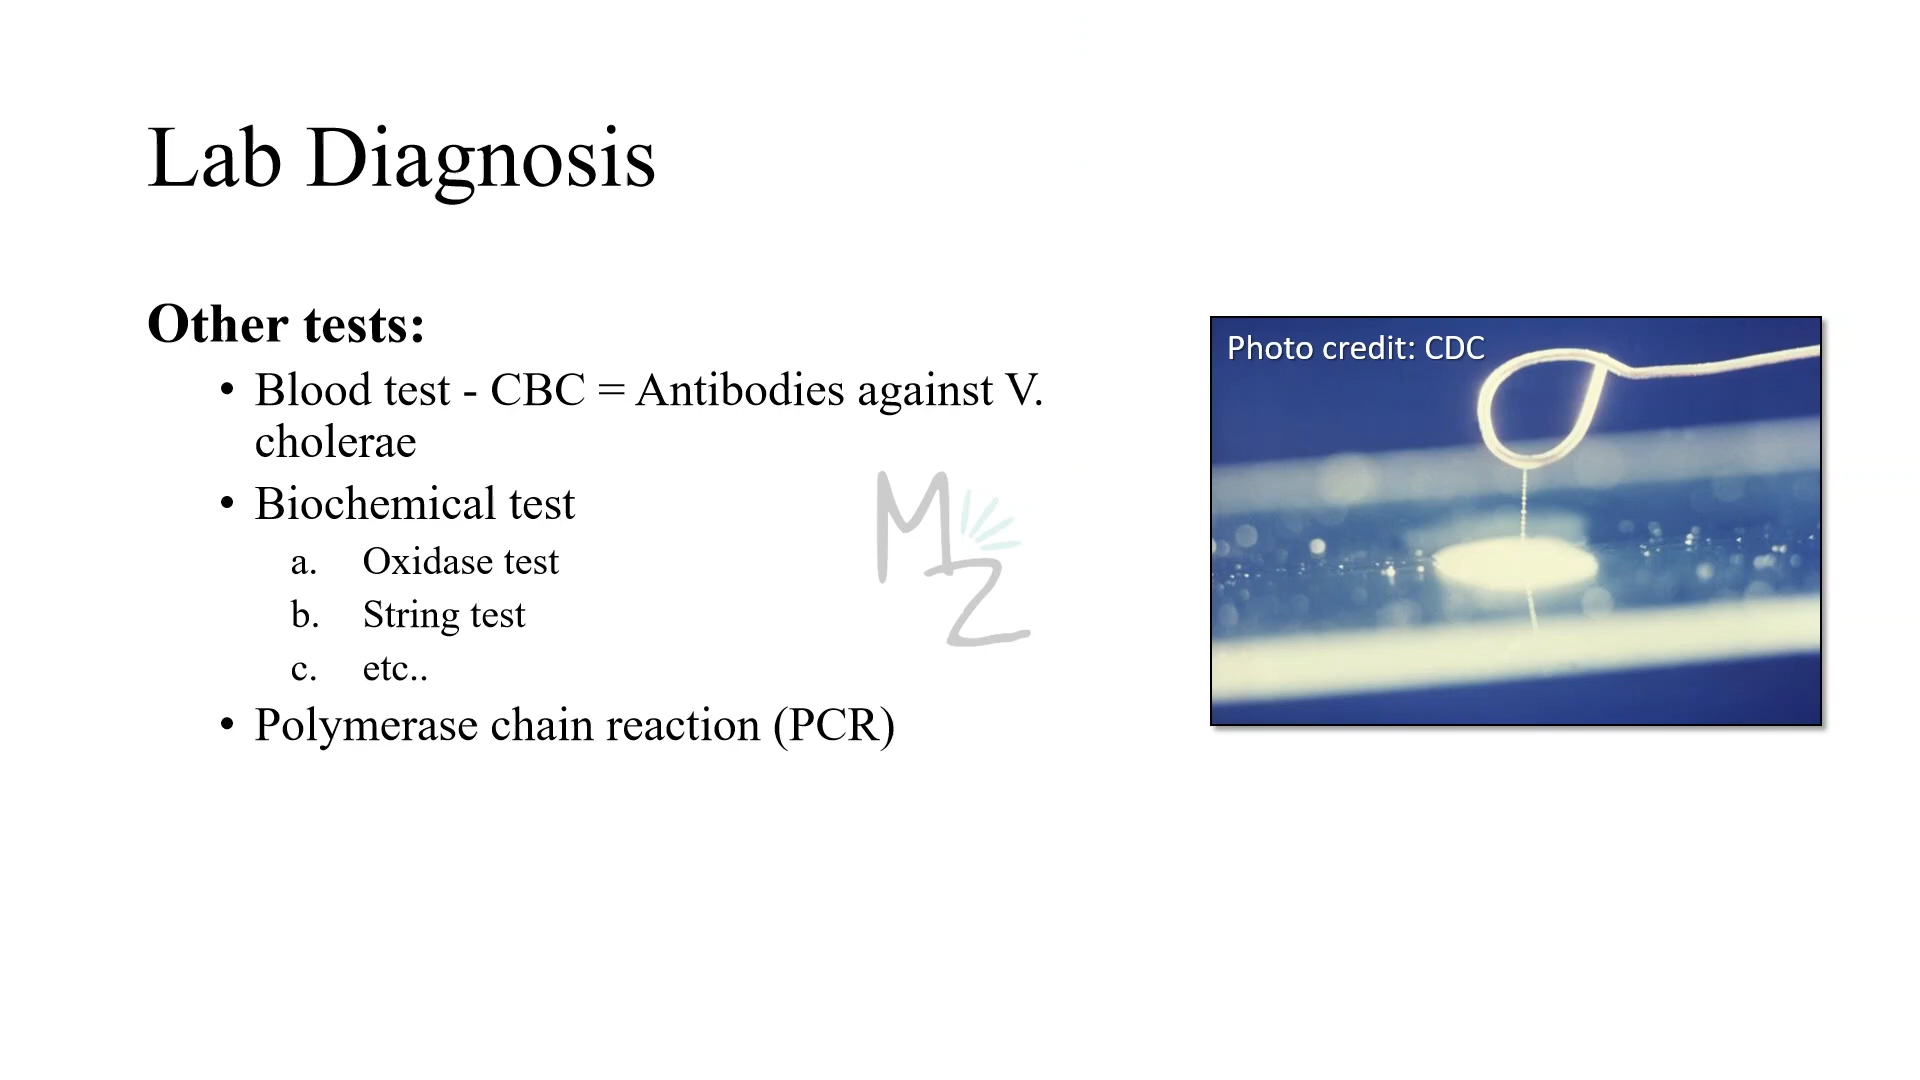 Lab Diagnosis
Other tests:
• Blood test - CBC = Antibodies against V.
cholerae
• Biochemical test
a. Oxidase test
b. String test
c. etc..
• Polymerase chain reaction (PCR)
Photo credit: CDC
MZ